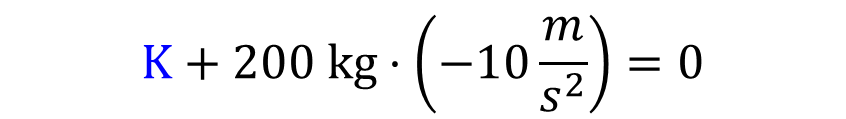 K + 200 kg · (−10 m/s²) = 0